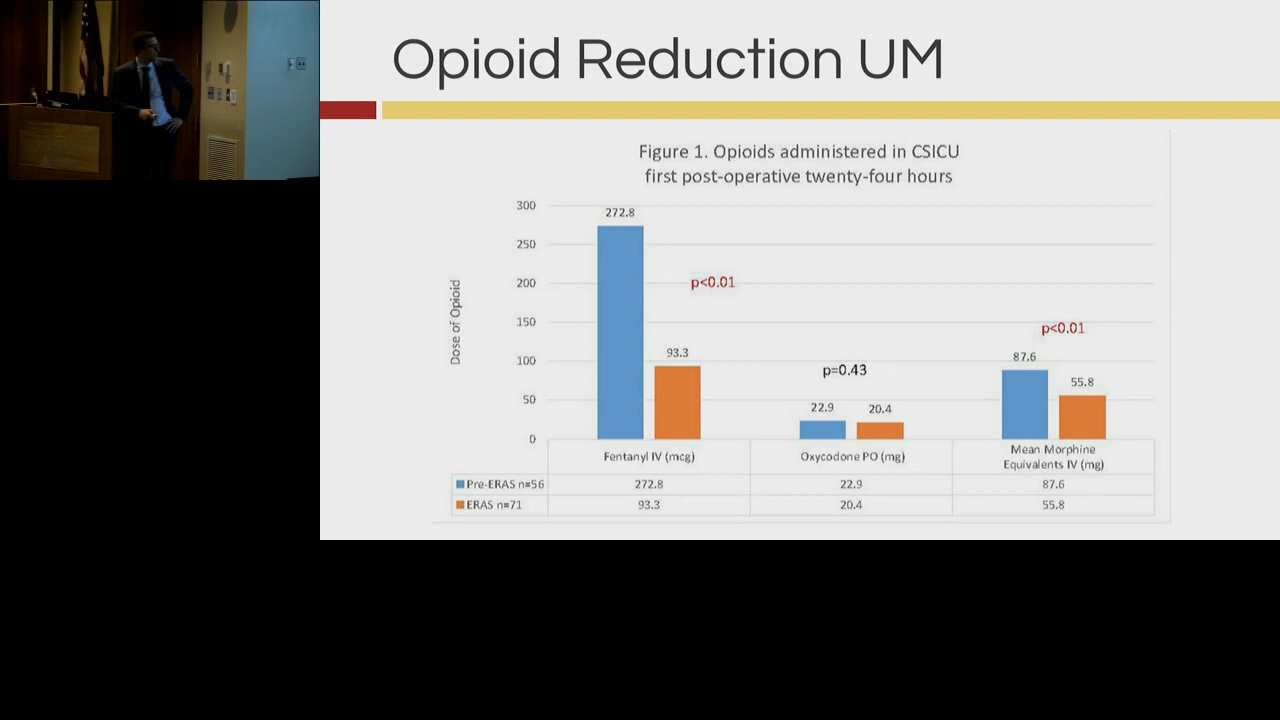 Opioid Reduction UM
Figure 1. Opioids administered in CSICU
first post-operative twenty-four hours
Dose of Opioid
300
250
200
150
100
50
0
272.8
93.3
p<0.01
22.9
20.4
p=0.43
87.6
55.8
p<0.01
Fentanyl IV (mcg)
Oxycodone PO (mg)
Mean Morphine
Equivalents IV (mg)
Pre-ERAS n=56 272.8 22.9 87.6
ERAS n=71 93.3 20.4 55.8